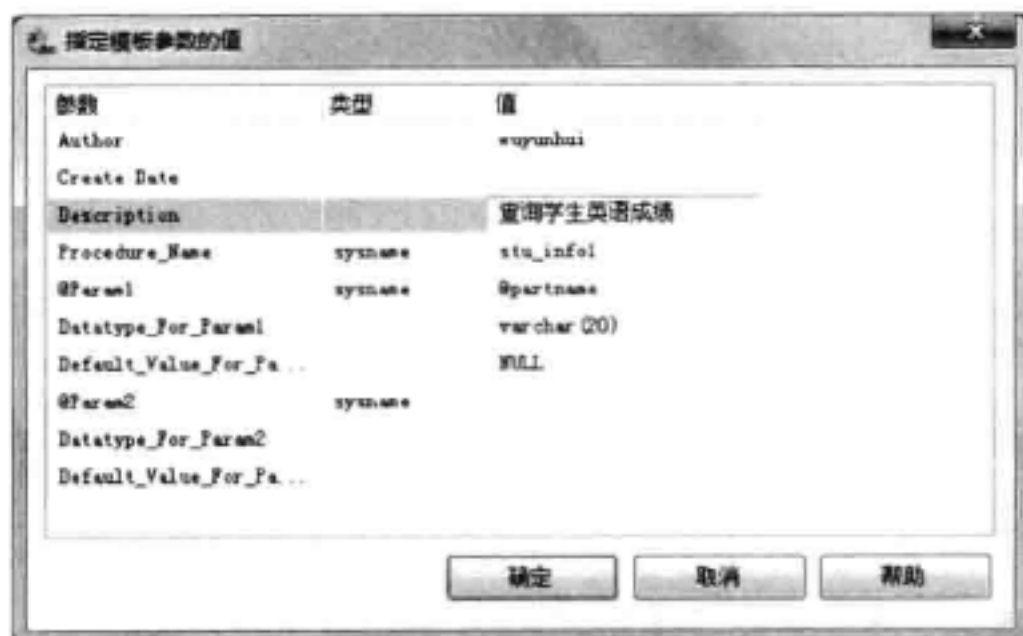 指定模板参数的值
参数 类型 值
Author wuyunhui
Create Date
Description 查询学生英语成绩
Procedure_Name sysname stu_info1
@Param1 sysname @partname
Datatype_For_Param1 varchar(20)
Default_Value_For_Pa... NULL
@Param2 sysname
Datatype_For_Param2
Default_Value_For_Pa...
确定 取消 帮助